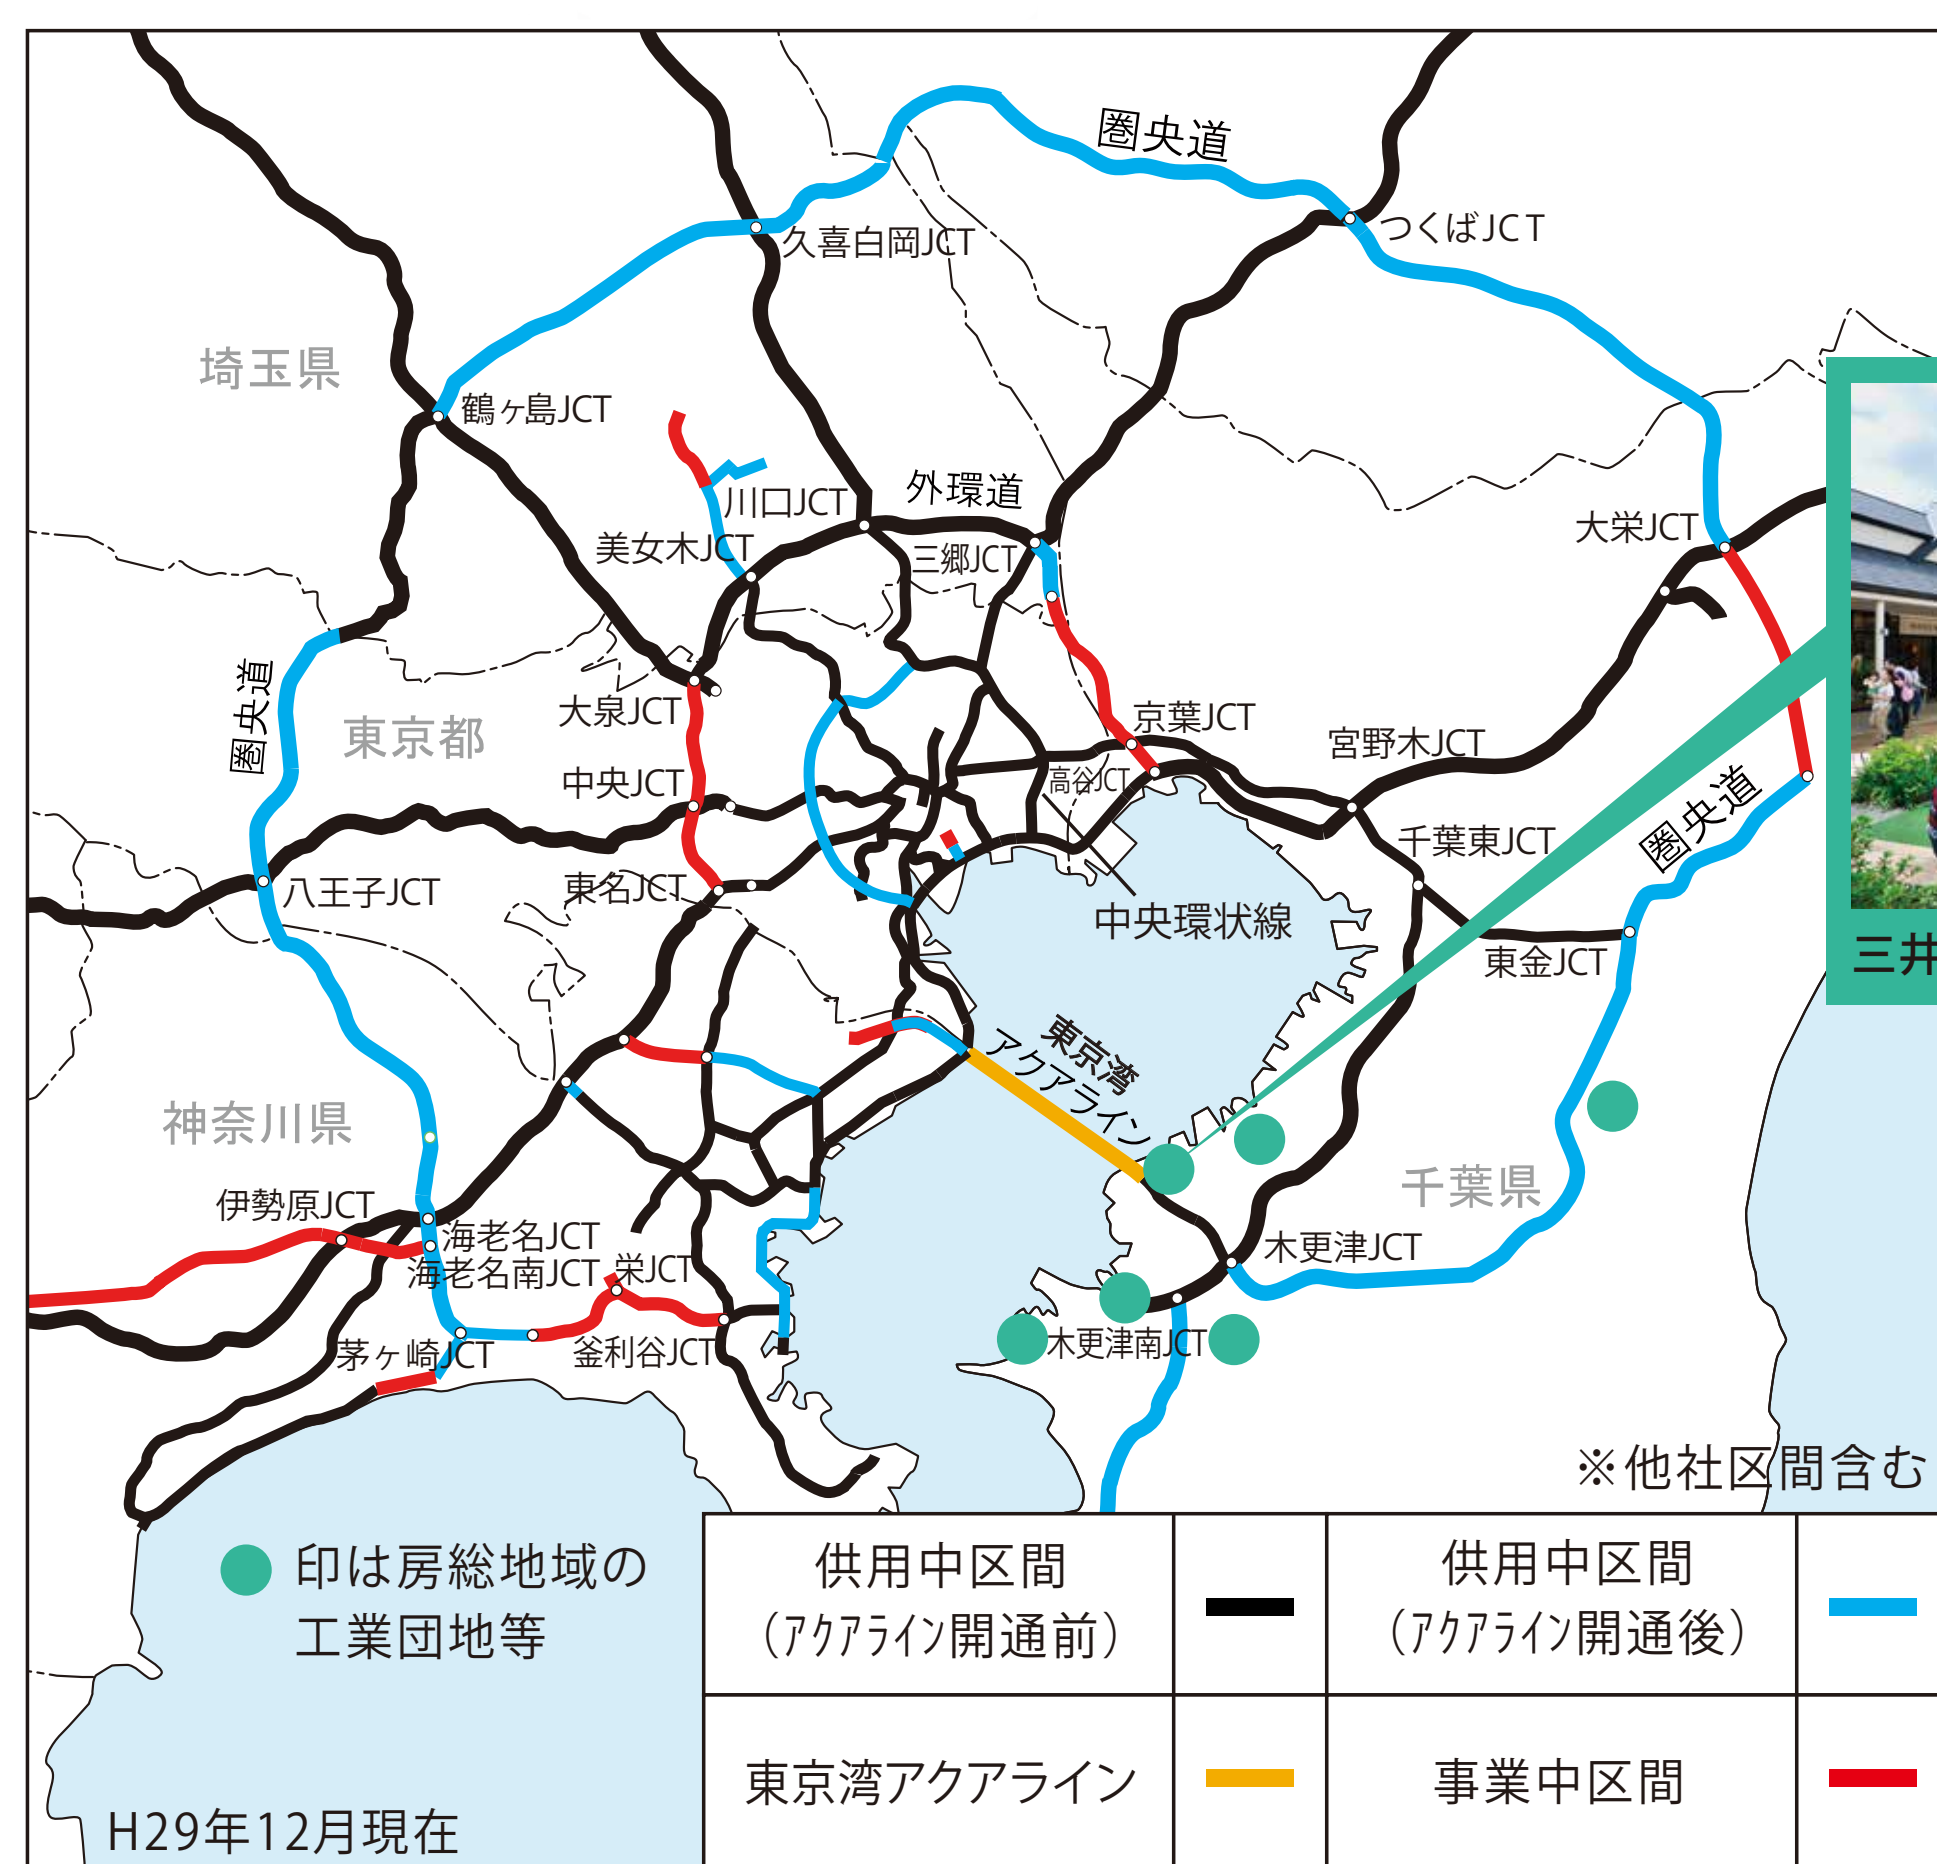 圏央道
つくばJCT
久喜白岡JCT
埼玉県
鶴ヶ島JCT
川口JCT
外環道
美女木JCT
三郷JCT
大栄JCT
圏央道
東京都
大泉JCT
京葉JCT
宮野木JCT
中央JCT
高谷JCT
圏央道
千葉東JCT
八王子JCT
東名JCT
中央環状線
東金JCT
三井
東京湾
アクアライン
神奈川県
千葉県
伊勢原JCT
海老名JCT
海老名南JCT
栄JCT
木更津JCT
茅ヶ崎JCT
釜利谷JCT
木更津南JCT
※他社区間含む
印は房総地域の
工業団地等
供用中区間
（ｱｸｱﾗｲﾝ開通前）
供用中区間
（ｱｸｱﾗｲﾝ開通後）
東京湾アクアライン
事業中区間
H29年12月現在